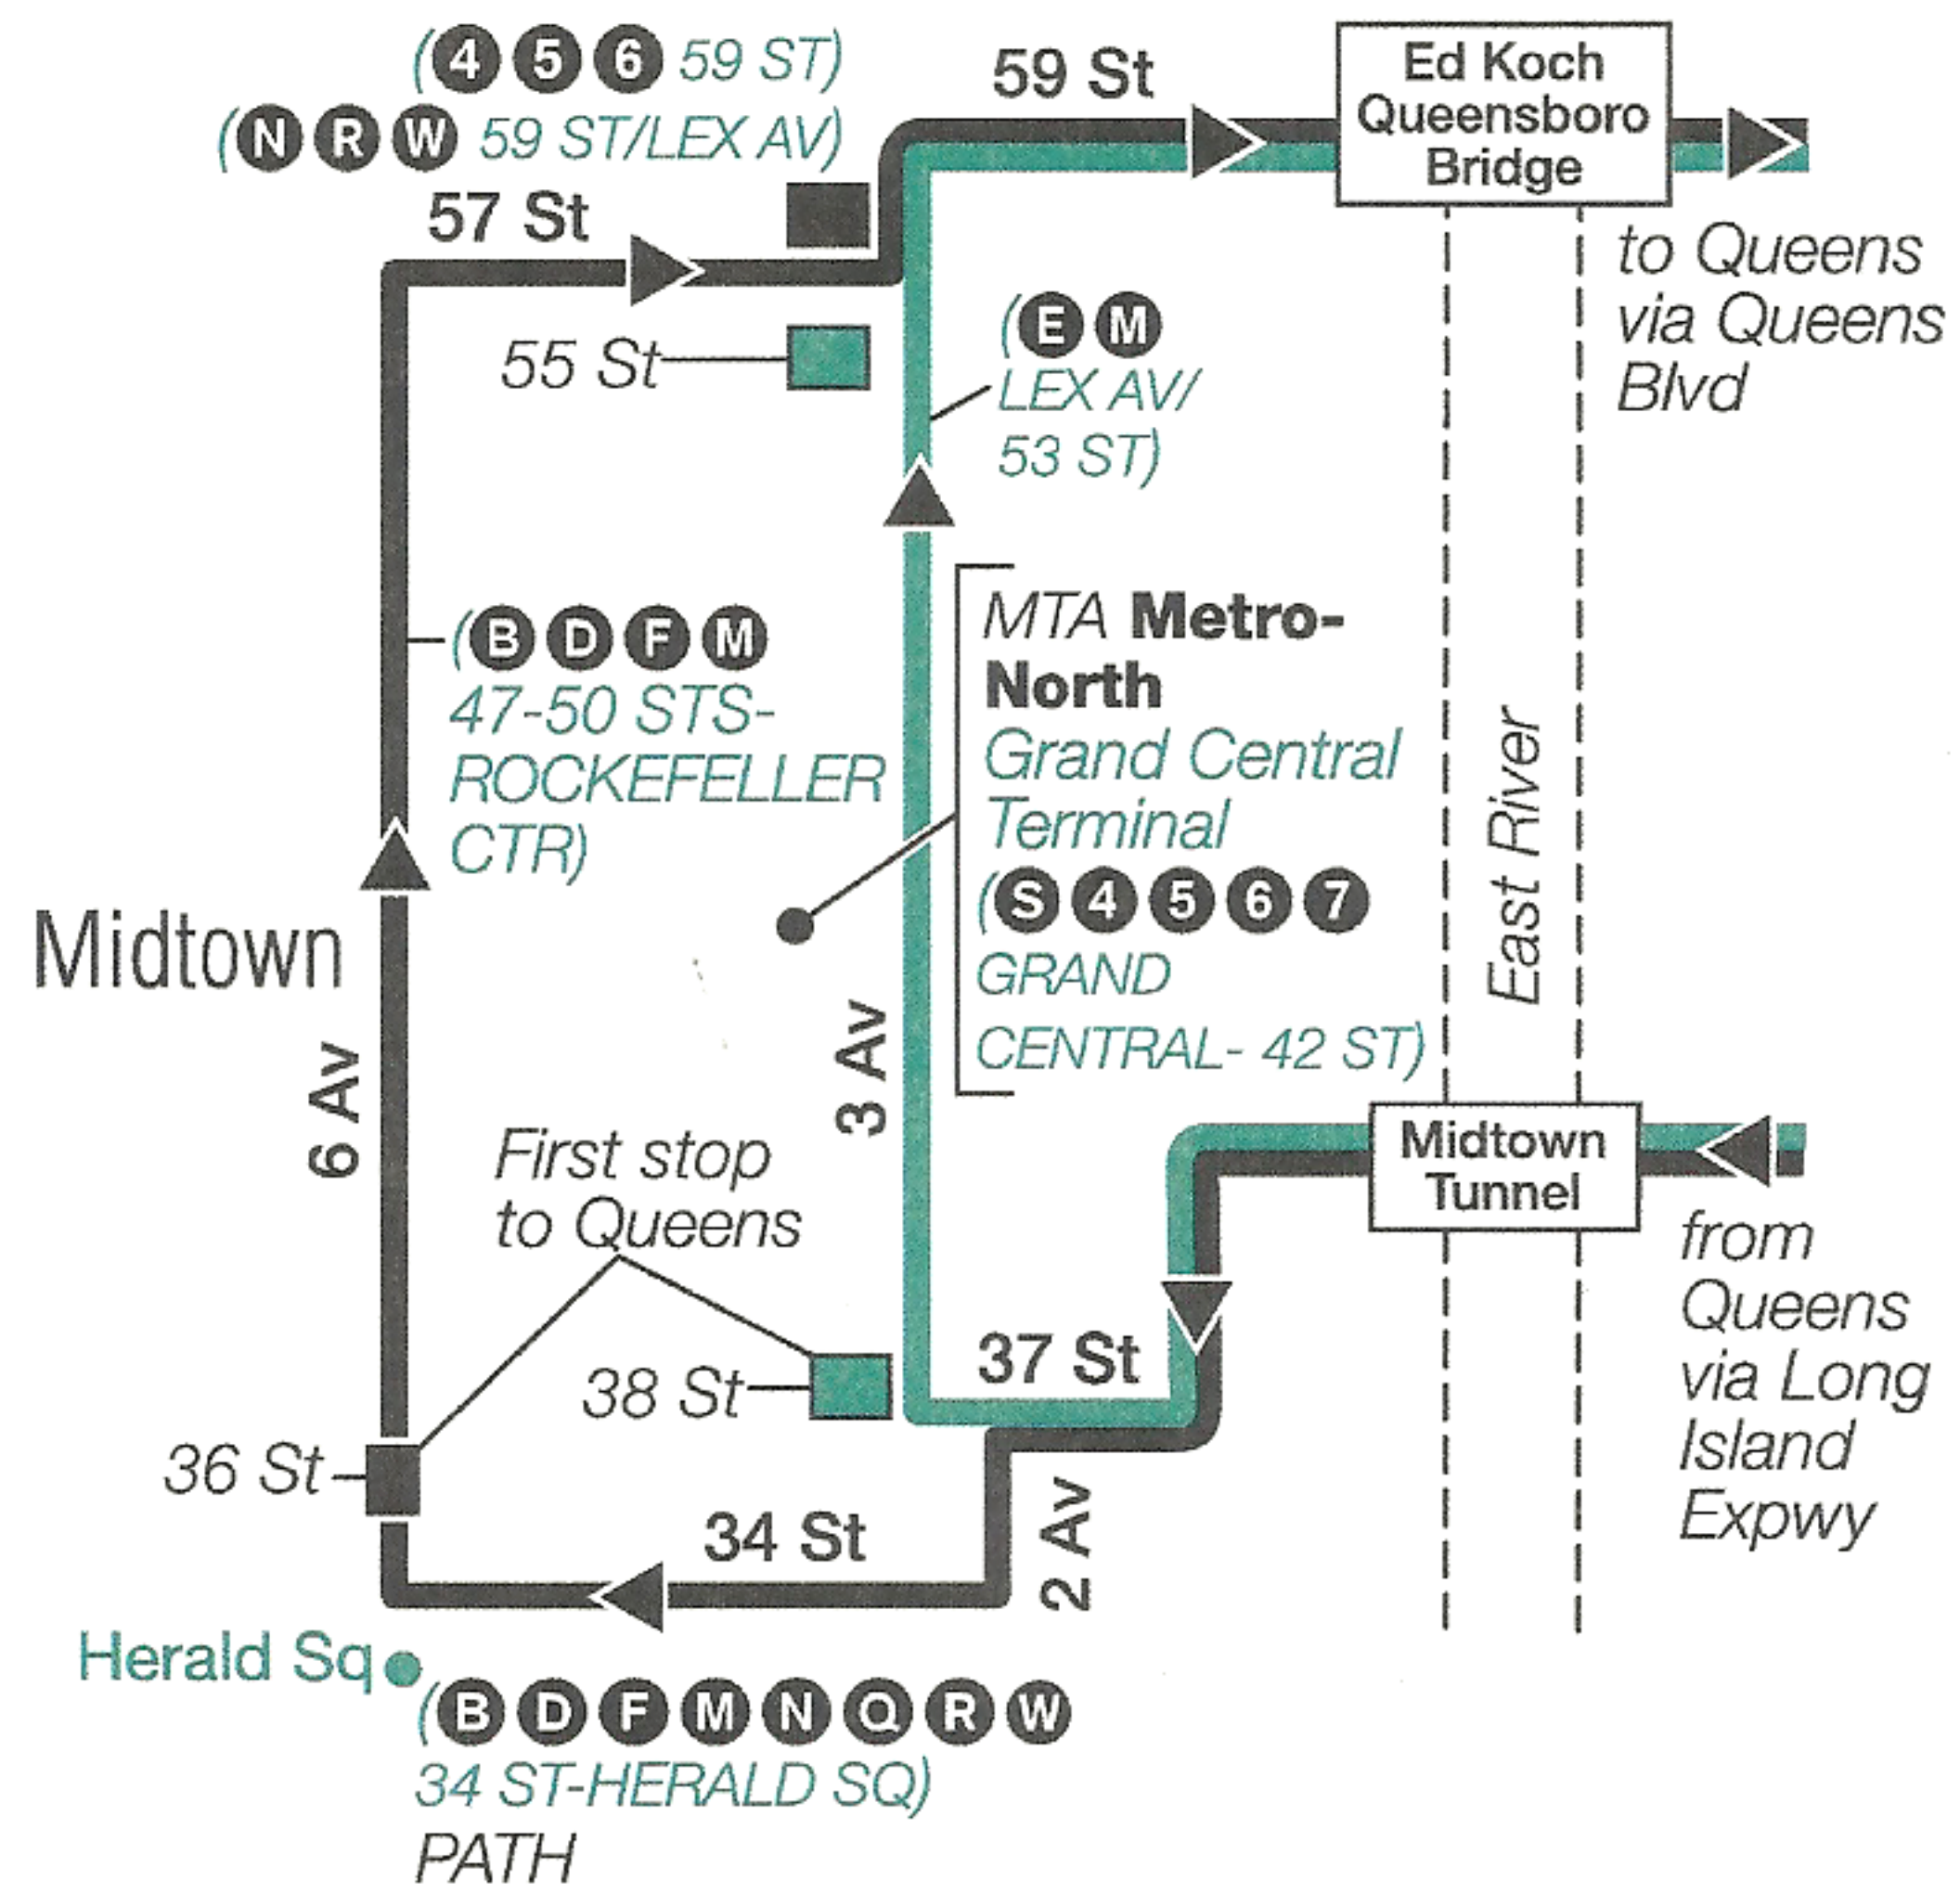 (4 5 6 59 ST)
(N R W 59 ST/LEX AV)
59 St
Ed Koch
Queensboro
Bridge
57 St
to Queens
via Queens
Blvd
55 St
(E M
LEX AV/
53 ST)
(B D F M
47-50 STS-
ROCKEFELLER
CTR)
MTA Metro-
North
Grand Central
Terminal
(S 4 5 6 7
GRAND
CENTRAL- 42 ST)
East River
Midtown
6 Av
3 Av
First stop
to Queens
Midtown
Tunnel
from
Queens
via Long
Island
Expwy
37 St
38 St
36 St
34 St
2 Av
Herald Sq
(B D F M N Q R W
34 ST-HERALD SQ)
PATH